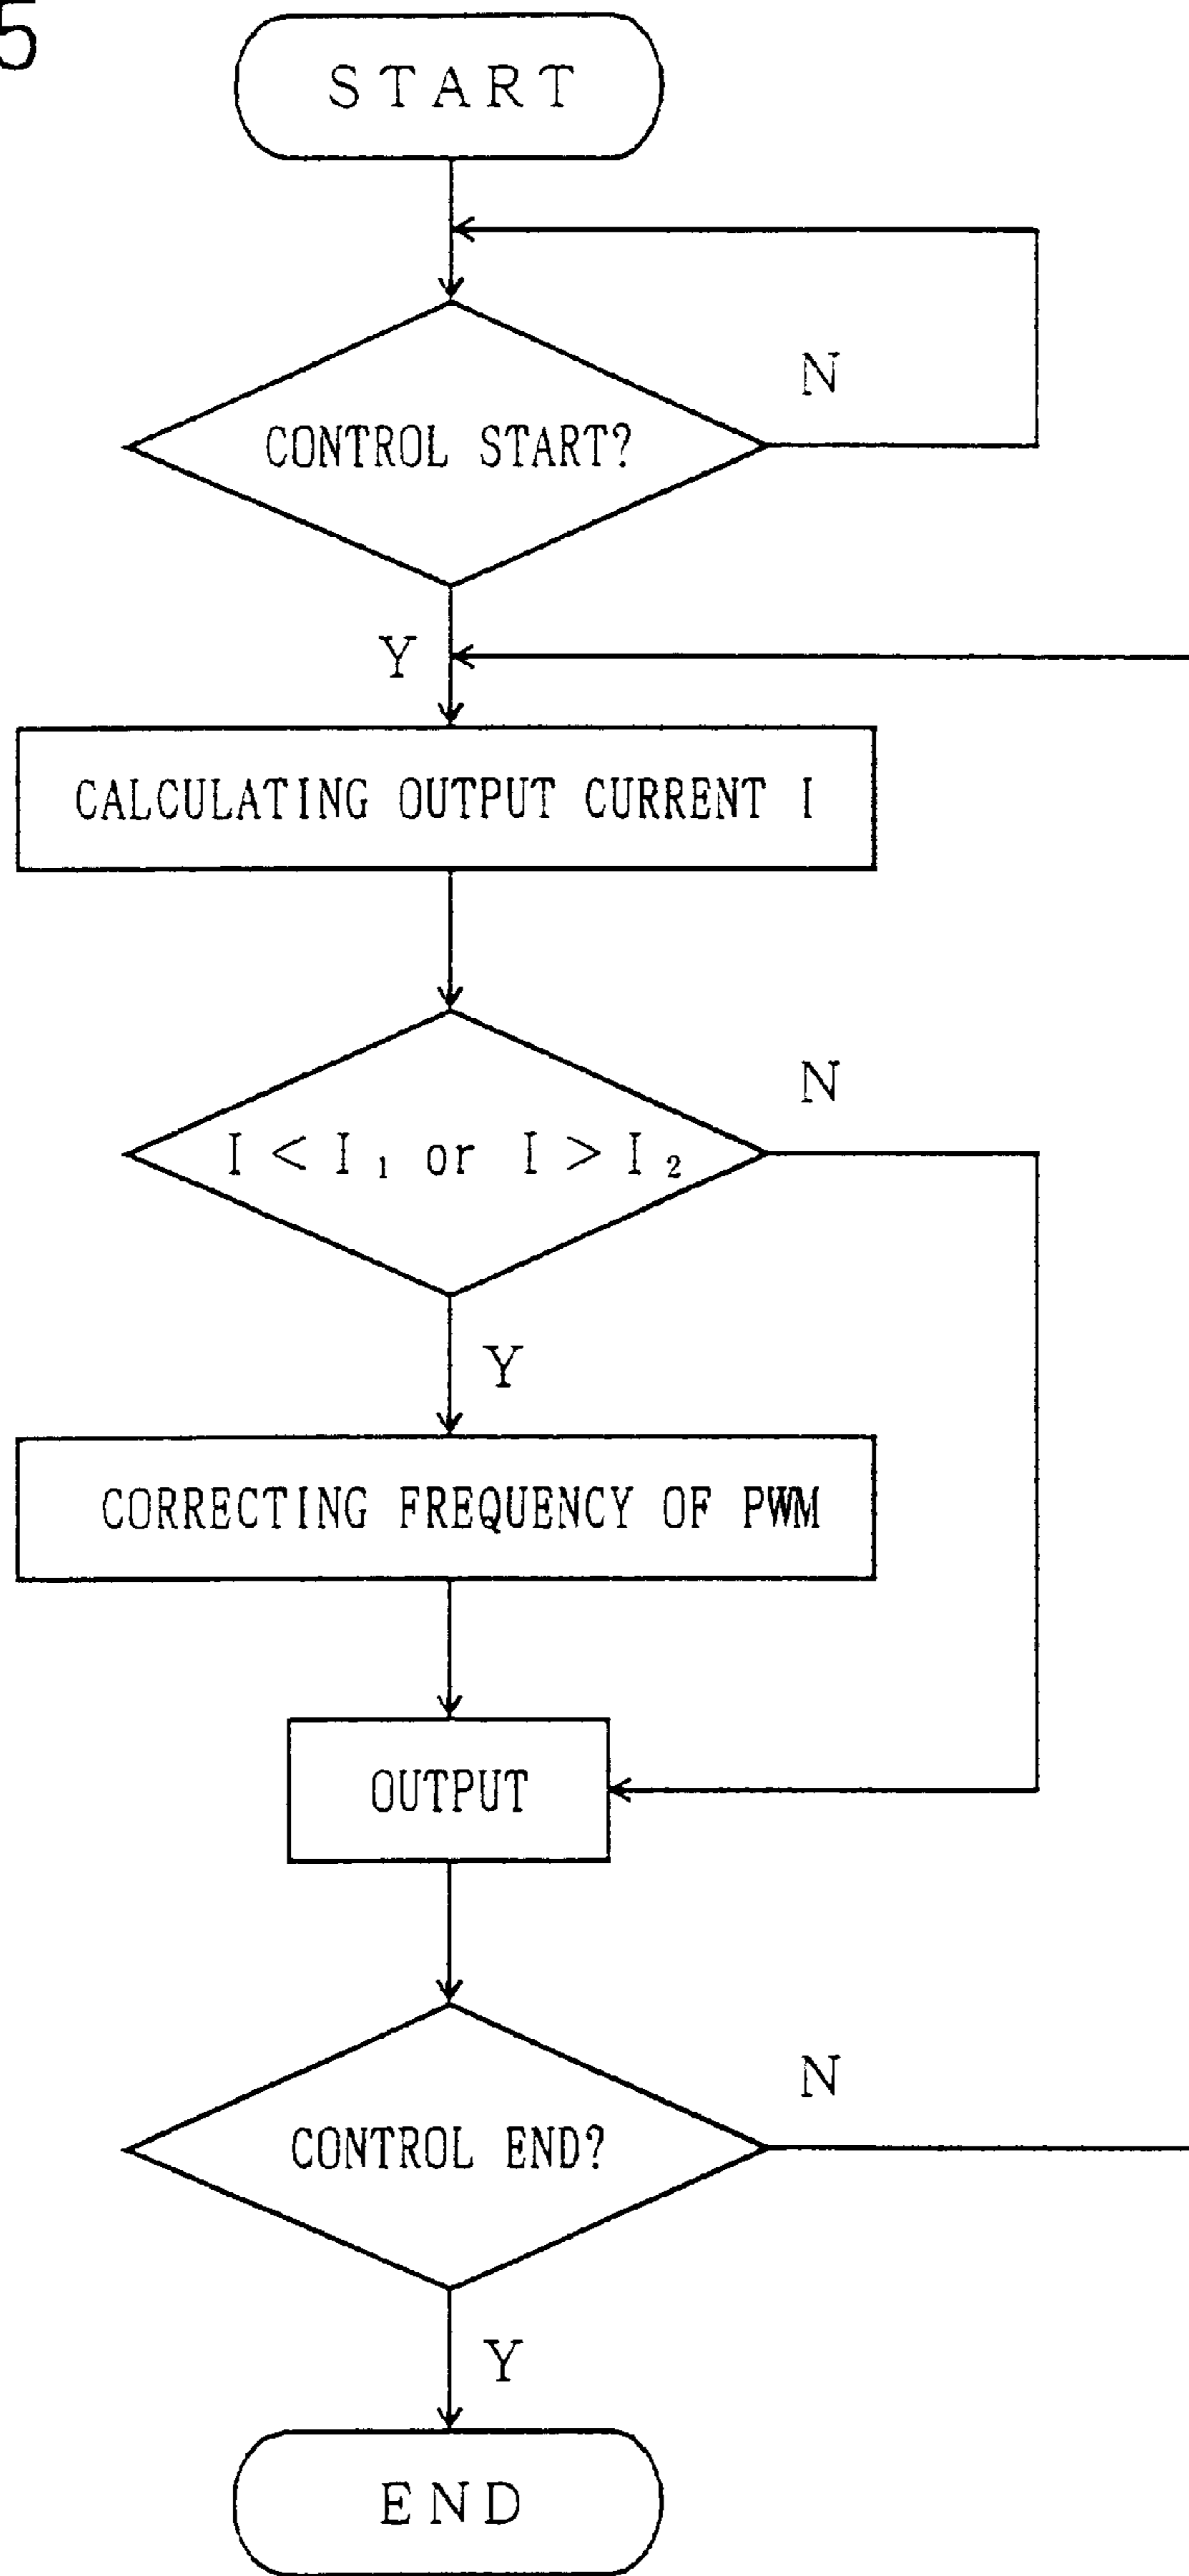 5
START
N
CONTROL START?
Y
CALCULATING OUTPUT CURRENT I
N
I < I₁ or I > I₂
Y
CORRECTING FREQUENCY OF PWM
OUTPUT
N
CONTROL END?
Y
END